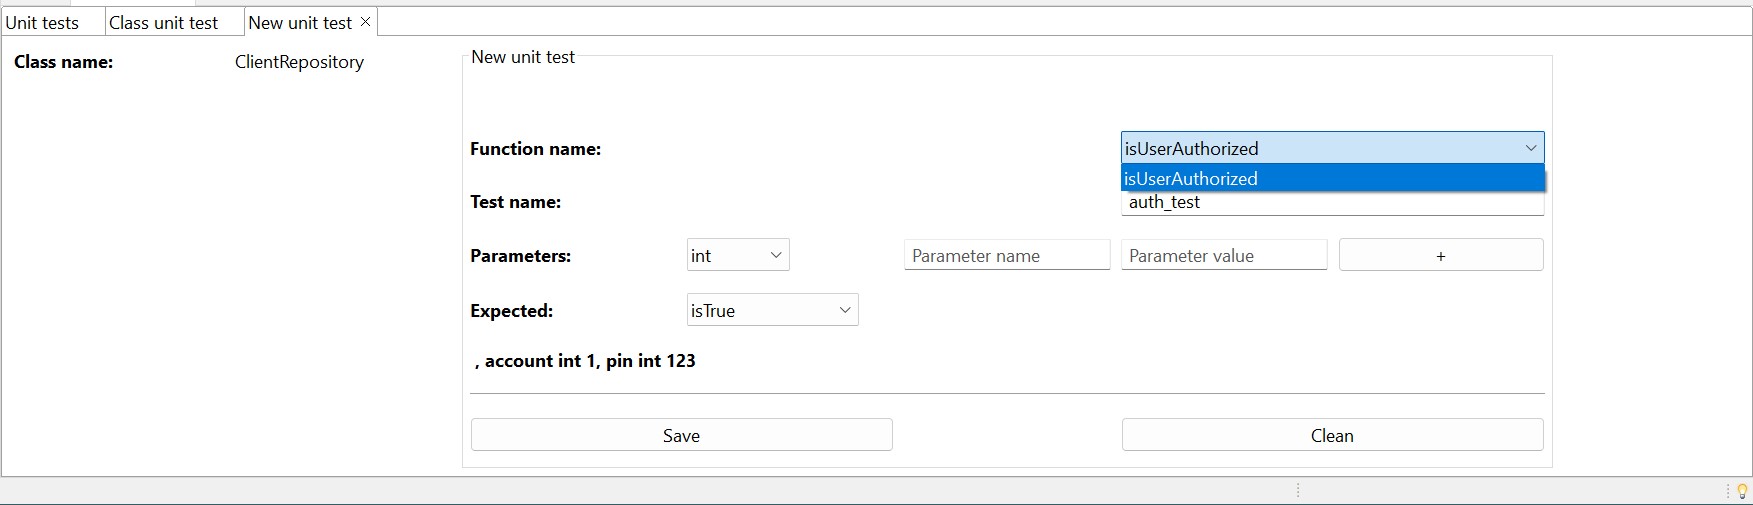 Unit tests Class unit test New unit test ×
Class name: ClientRepository
New unit test
Function name: isUserAuthorized
isUserAuthorized
Test name: auth_test
Parameters: int Parameter name Parameter value +
Expected: isTrue
, account int 1, pin int 123
Save Clean